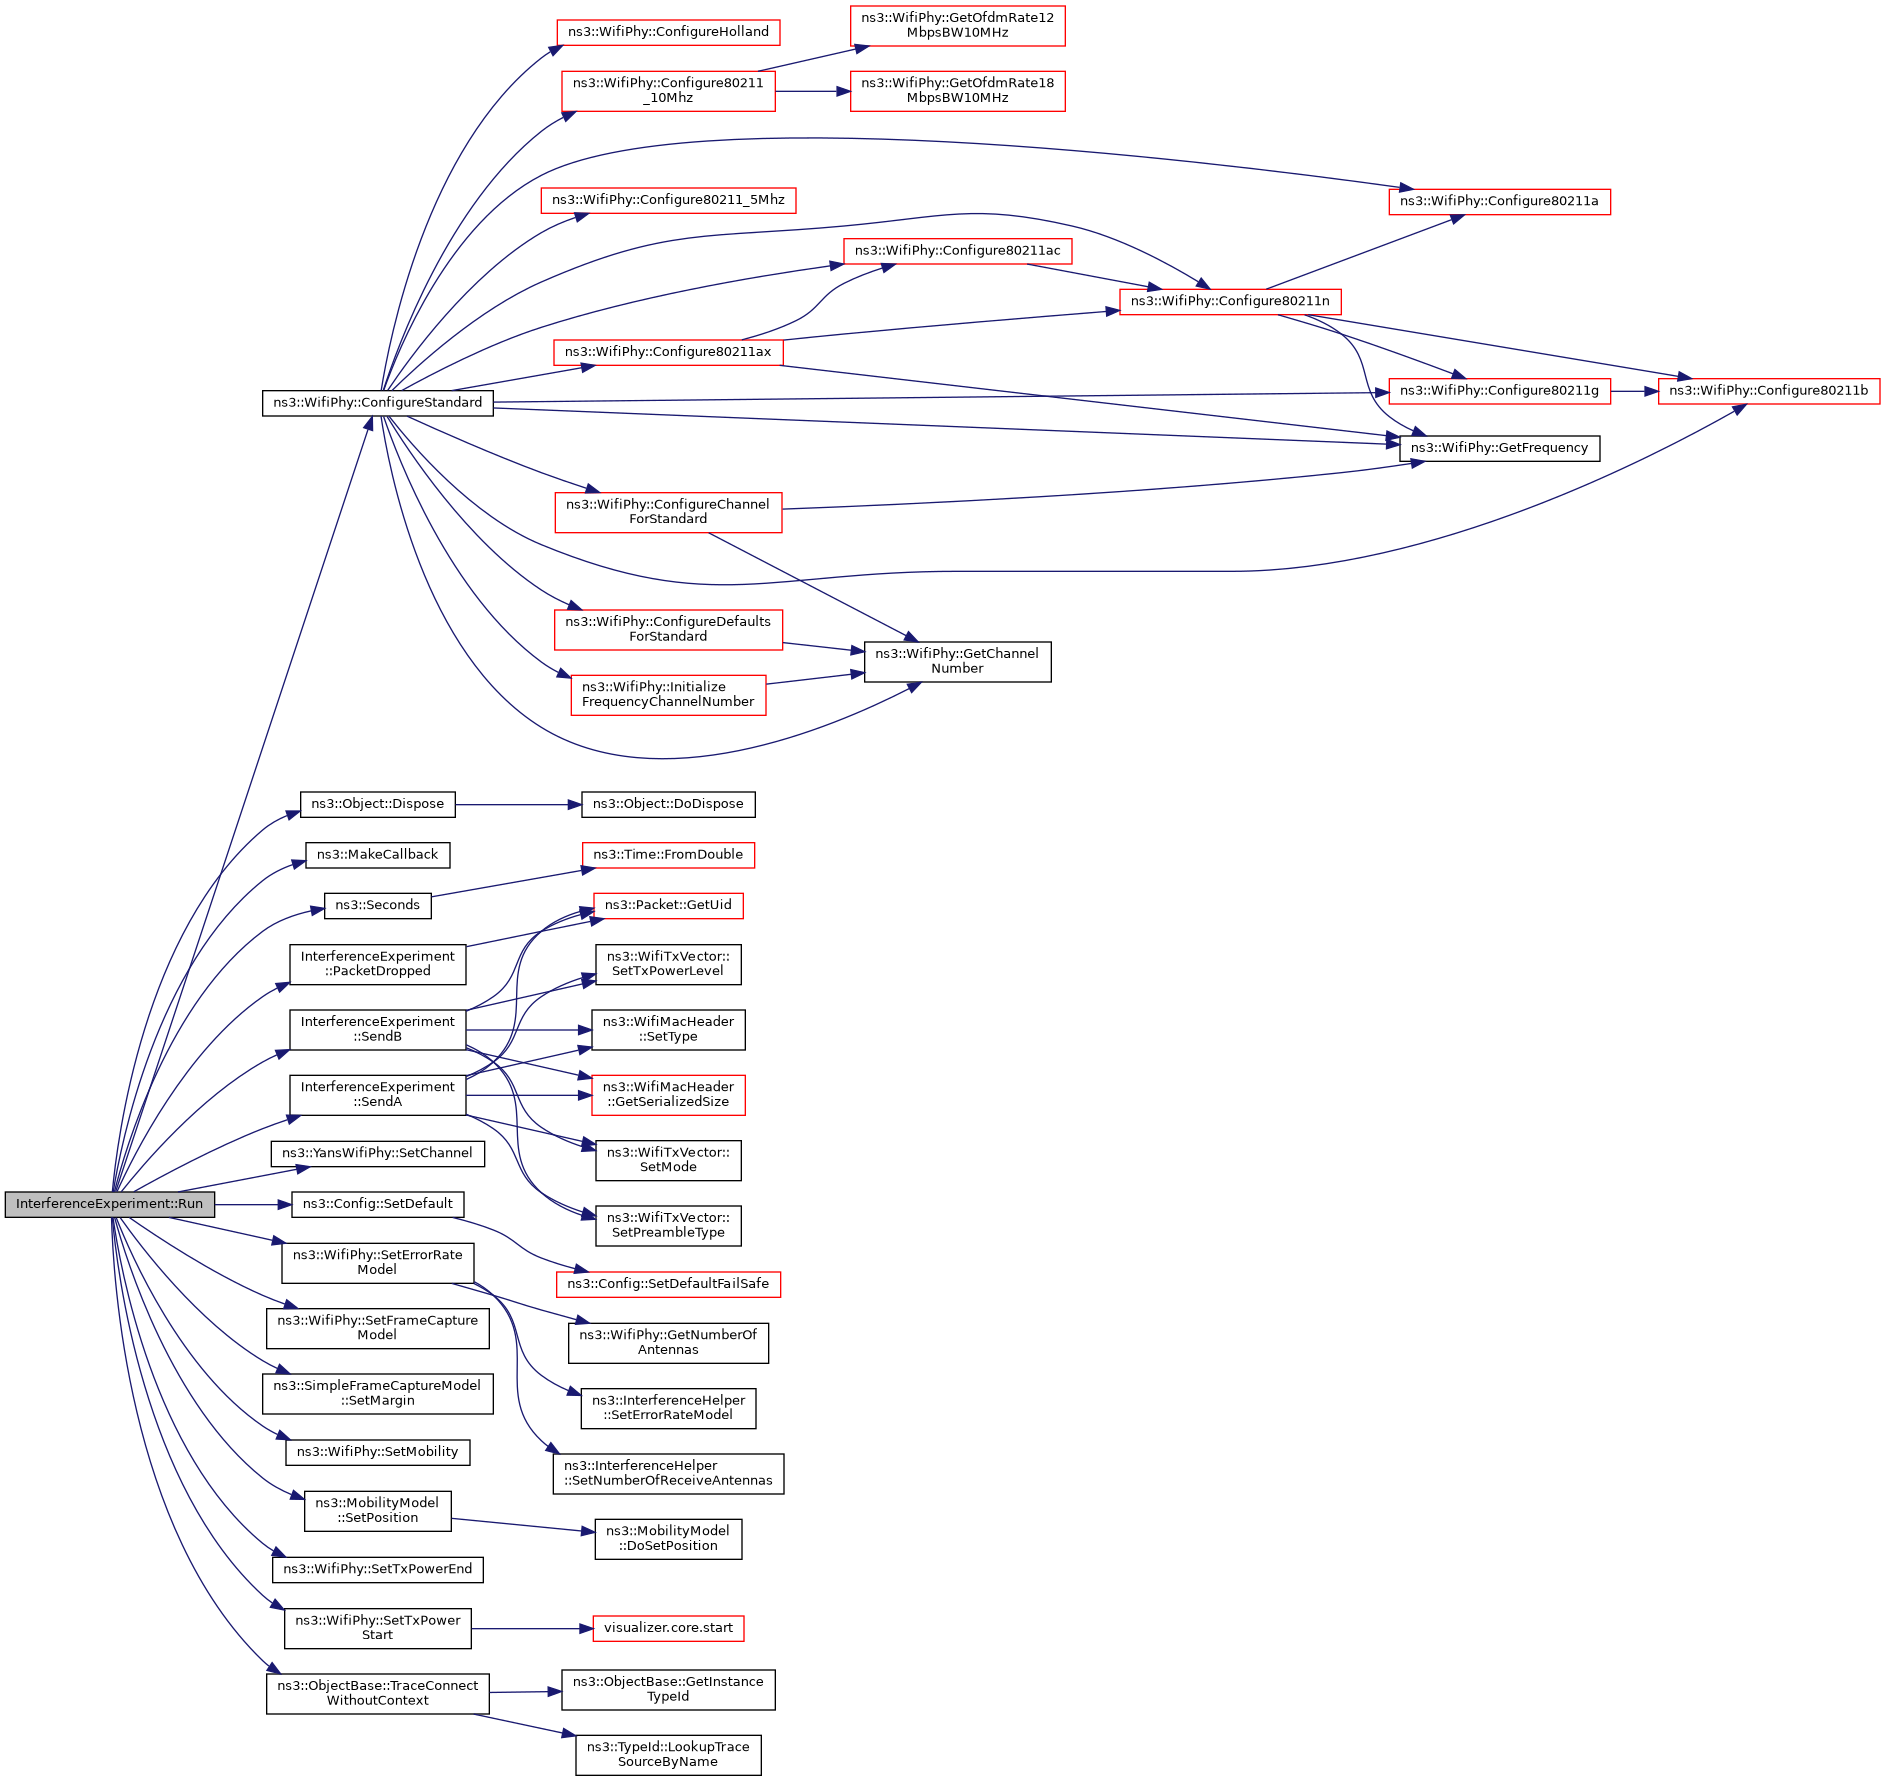 ns3::WifiPhy::GetOfdmRate12
MbpsBW10MHz
ns3::WifiPhy::ConfigureHolland
ns3::WifiPhy::Configure80211
_10Mhz
ns3::WifiPhy::GetOfdmRate18
MbpsBW10MHz
ns3::WifiPhy::Configure80211_5Mhz
ns3::WifiPhy::Configure80211a
ns3::WifiPhy::Configure80211ac
ns3::WifiPhy::Configure80211n
ns3::WifiPhy::Configure80211ax
ns3::WifiPhy::ConfigureStandard
ns3::WifiPhy::Configure80211g
ns3::WifiPhy::Configure80211b
ns3::WifiPhy::GetFrequency
ns3::WifiPhy::ConfigureChannel
ForStandard
ns3::WifiPhy::ConfigureDefaults
ForStandard
ns3::WifiPhy::GetChannel
Number
ns3::WifiPhy::Initialize
FrequencyChannelNumber
ns3::Object::Dispose
ns3::Object::DoDispose
ns3::MakeCallback
ns3::Time::FromDouble
ns3::Seconds
ns3::Packet::GetUid
InterferenceExperiment
::PacketDropped
ns3::WifiTxVector::
SetTxPowerLevel
InterferenceExperiment
::SendB
ns3::WifiMacHeader
::SetType
InterferenceExperiment
::SendA
ns3::WifiMacHeader
::GetSerializedSize
ns3::YansWifiPhy::SetChannel
ns3::WifiTxVector::
SetMode
InterferenceExperiment::Run
ns3::Config::SetDefault
ns3::WifiTxVector::
SetPreambleType
ns3::WifiPhy::SetErrorRate
Model
ns3::Config::SetDefaultFailSafe
ns3::WifiPhy::SetFrameCapture
Model
ns3::WifiPhy::GetNumberOf
Antennas
ns3::SimpleFrameCaptureModel
::SetMargin
ns3::InterferenceHelper
::SetErrorRateModel
ns3::WifiPhy::SetMobility
ns3::InterferenceHelper
::SetNumberOfReceiveAntennas
ns3::MobilityModel
::SetPosition
ns3::MobilityModel
::DoSetPosition
ns3::WifiPhy::SetTxPowerEnd
ns3::WifiPhy::SetTxPower
Start
visualizer.core.start
ns3::ObjectBase::TraceConnect
WithoutContext
ns3::ObjectBase::GetInstance
TypeId
ns3::TypeId::LookupTrace
SourceByName